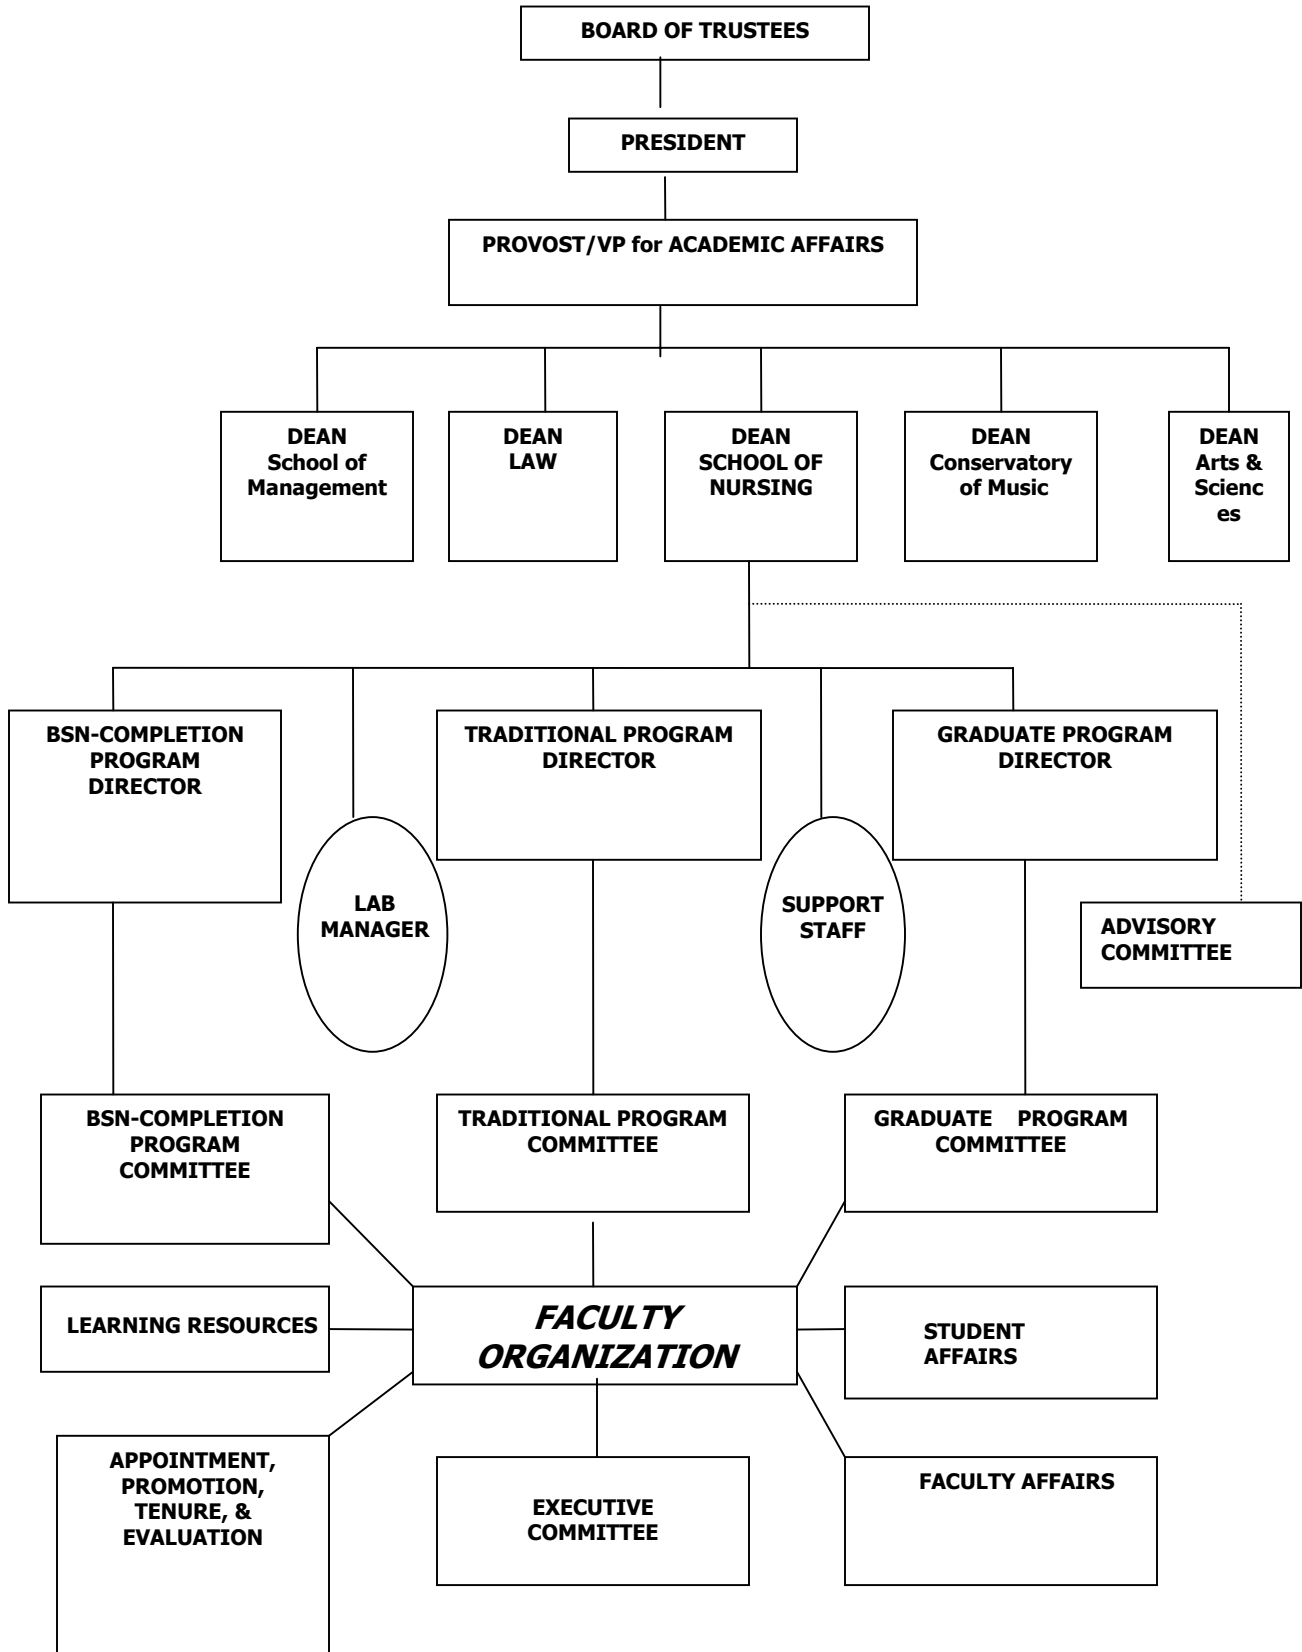 BOARD OF TRUSTEES
PRESIDENT
PROVOST/VP for ACADEMIC AFFAIRS
DEAN
School of
Management
DEAN
LAW
DEAN
SCHOOL OF
NURSING
DEAN
Conservatory
of Music
DEAN
Arts &
Scienc
es
BSN-COMPLETION
PROGRAM
DIRECTOR
TRADITIONAL PROGRAM
DIRECTOR
GRADUATE PROGRAM
DIRECTOR
LAB
MANAGER
SUPPORT
STAFF
ADVISORY
COMMITTEE
BSN-COMPLETION
PROGRAM
COMMITTEE
TRADITIONAL PROGRAM
COMMITTEE
GRADUATE PROGRAM
COMMITTEE
LEARNING RESOURCES
FACULTY
ORGANIZATION
STUDENT
AFFAIRS
APPOINTMENT,
PROMOTION,
TENURE, &
EVALUATION
EXECUTIVE
COMMITTEE
FACULTY AFFAIRS